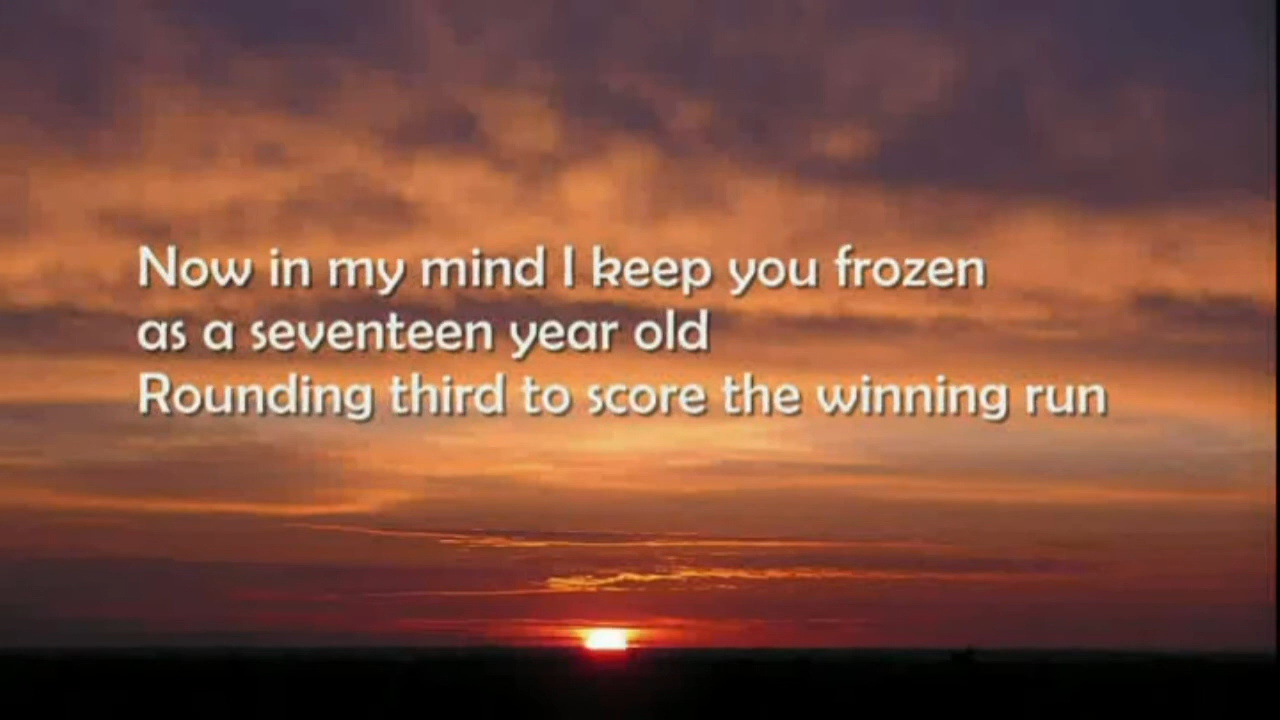 Now in my mind I keep you frozen
as a seventeen year old
Rounding third to score the winning run